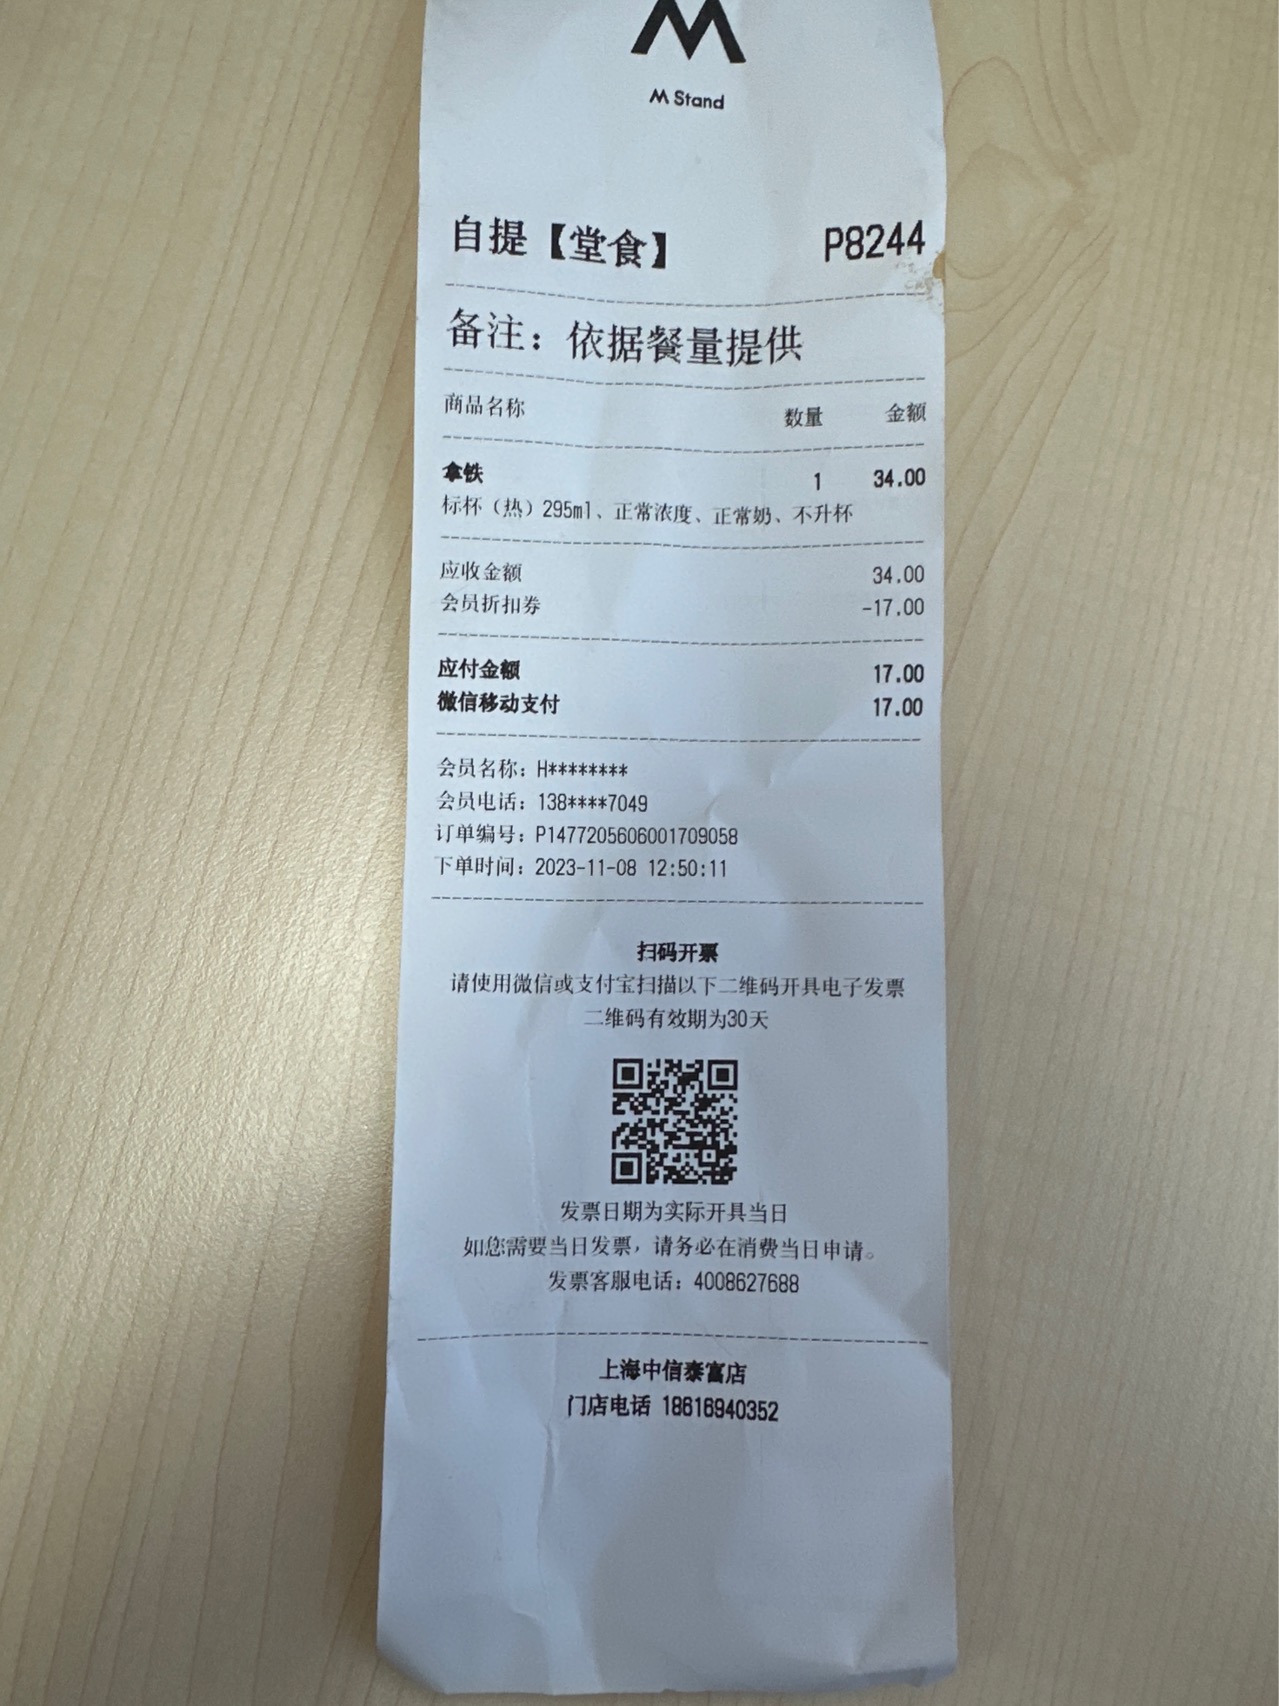 M
M Stand
自提【堂食】 P8244
备注：依据餐量提供
商品名称 数量 金额
拿铁 1 34.00
标杯（热）295ml、正常浓度、正常奶、不升杯
应收金额 34.00
会员折扣券 -17.00
应付金额 17.00
微信移动支付 17.00
会员名称：H********
会员电话：138****7049
订单编号：P1477205606001709058
下单时间：2023-11-08 12:50:11
扫码开票
请使用微信或支付宝扫描以下二维码开具电子发票
二维码有效期为30天
发票日期为实际开具当日
如您需要当日发票，请务必在消费当日申请。
发票客服电话：4008627688
上海中信泰富店
门店电话 18616940352